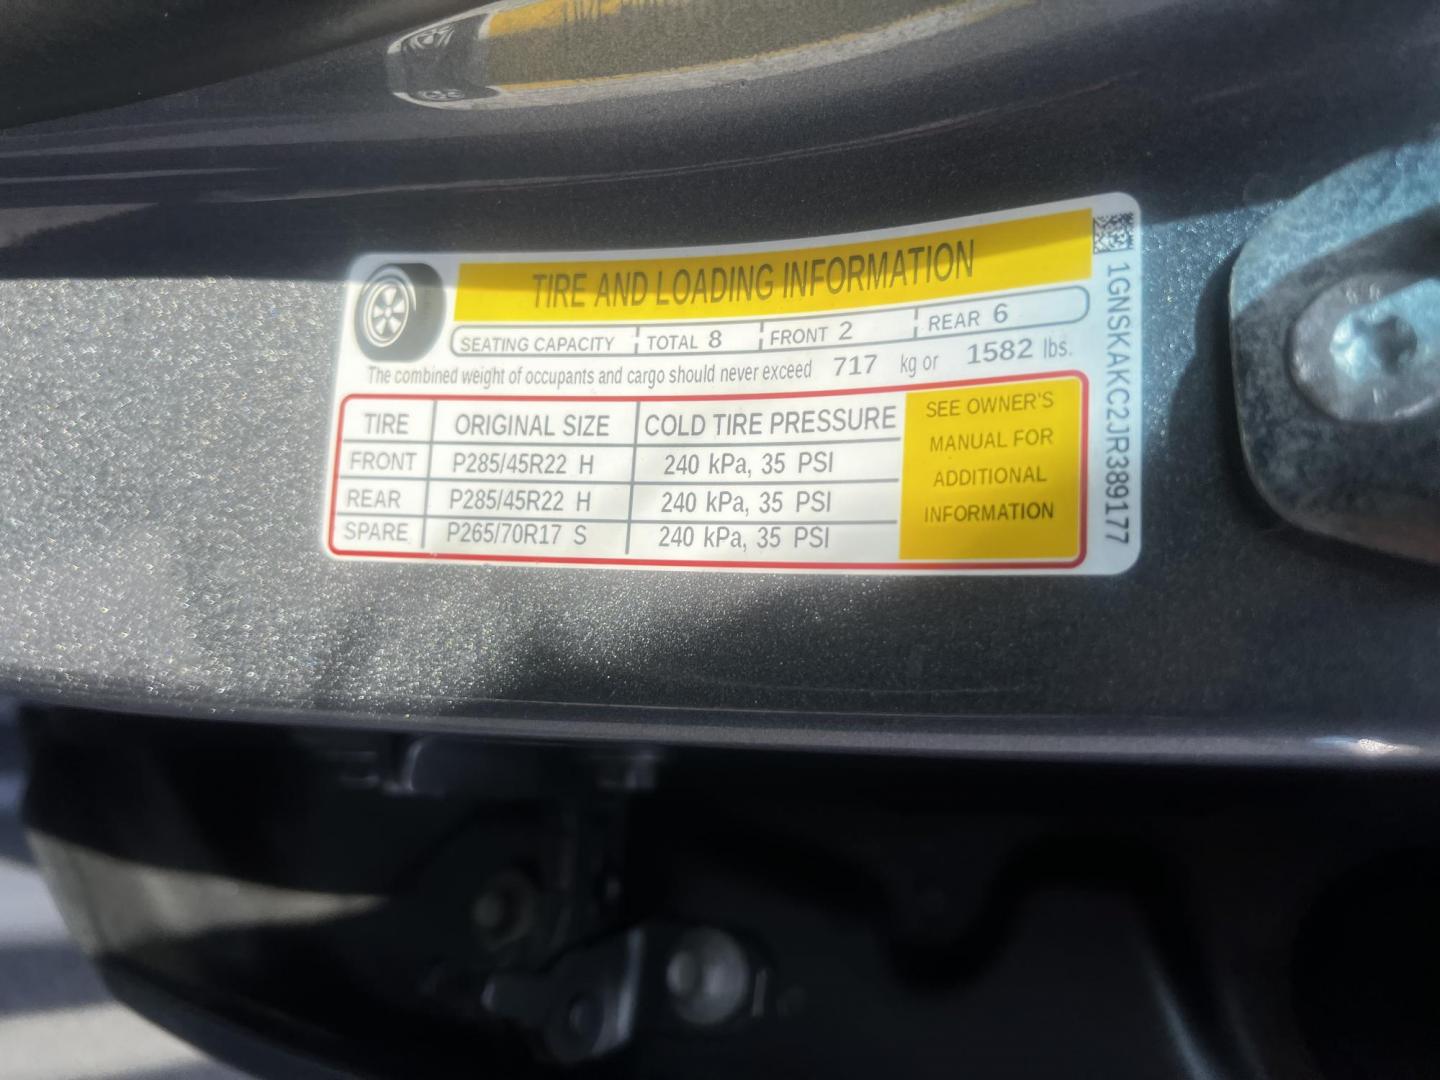 TIRE AND LOADING INFORMATION
SEATING CAPACITY TOTAL 8 FRONT 2 REAR 6
The combined weight of occupants and cargo should never exceed 717 kg or 1582 lbs.
TIRE ORIGINAL SIZE COLD TIRE PRESSURE
FRONT P285/45R22 H 240 kPa, 35 PSI
REAR P285/45R22 H 240 kPa, 35 PSI
SPARE P265/70R17 S 240 kPa, 35 PSI
SEE OWNER'S
MANUAL FOR
ADDITIONAL
INFORMATION
1GNSKAKC2JR389177